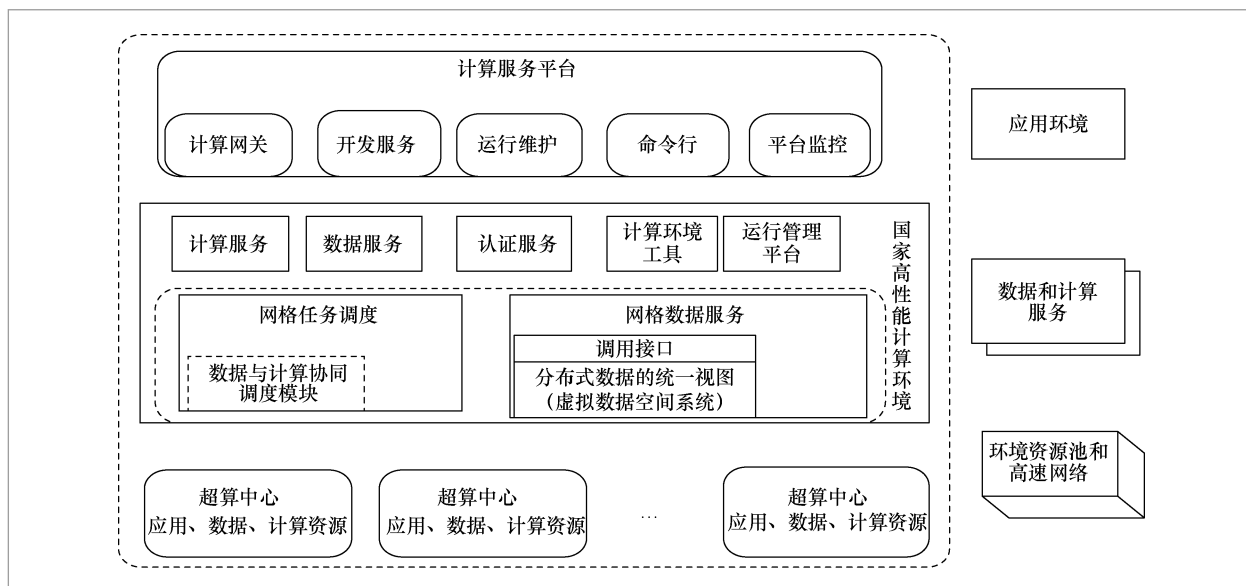 计算服务平台
计算网关
开发服务
运行维护
命令行
平台监控
应用环境
计算服务
数据服务
认证服务
计算环境
工具
运行管理
平台
国家高性能计算环境
数据和计算
服务
网格任务调度
数据与计算协同
调度模块
网格数据服务
调用接口
分布式数据的统一视图
（虚拟数据空间系统）
环境资源池和
高速网络
超算中心
应用、数据、计算资源
超算中心
应用、数据、计算资源
…
超算中心
应用、数据、计算资源